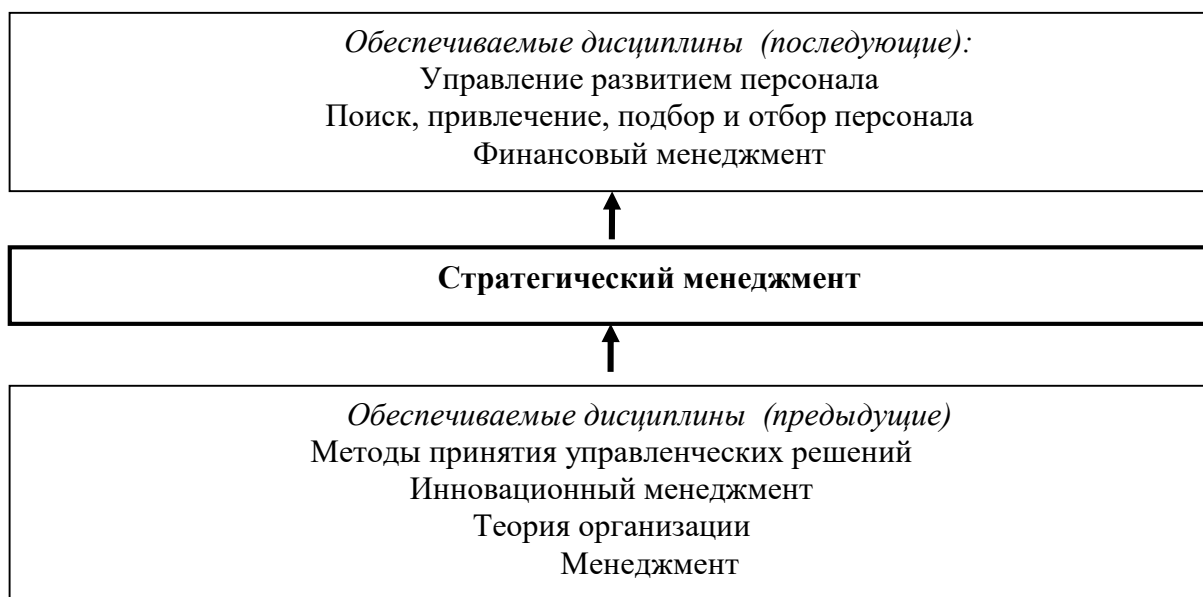 Обеспечиваемые дисциплины (последующие):
Управление развитием персонала
Поиск, привлечение, подбор и отбор персонала
Финансовый менеджмент
Стратегический менеджмент
Обеспечиваемые дисциплины (предыдущие)
Методы принятия управленческих решений
Инновационный менеджмент
Теория организации
Менеджмент